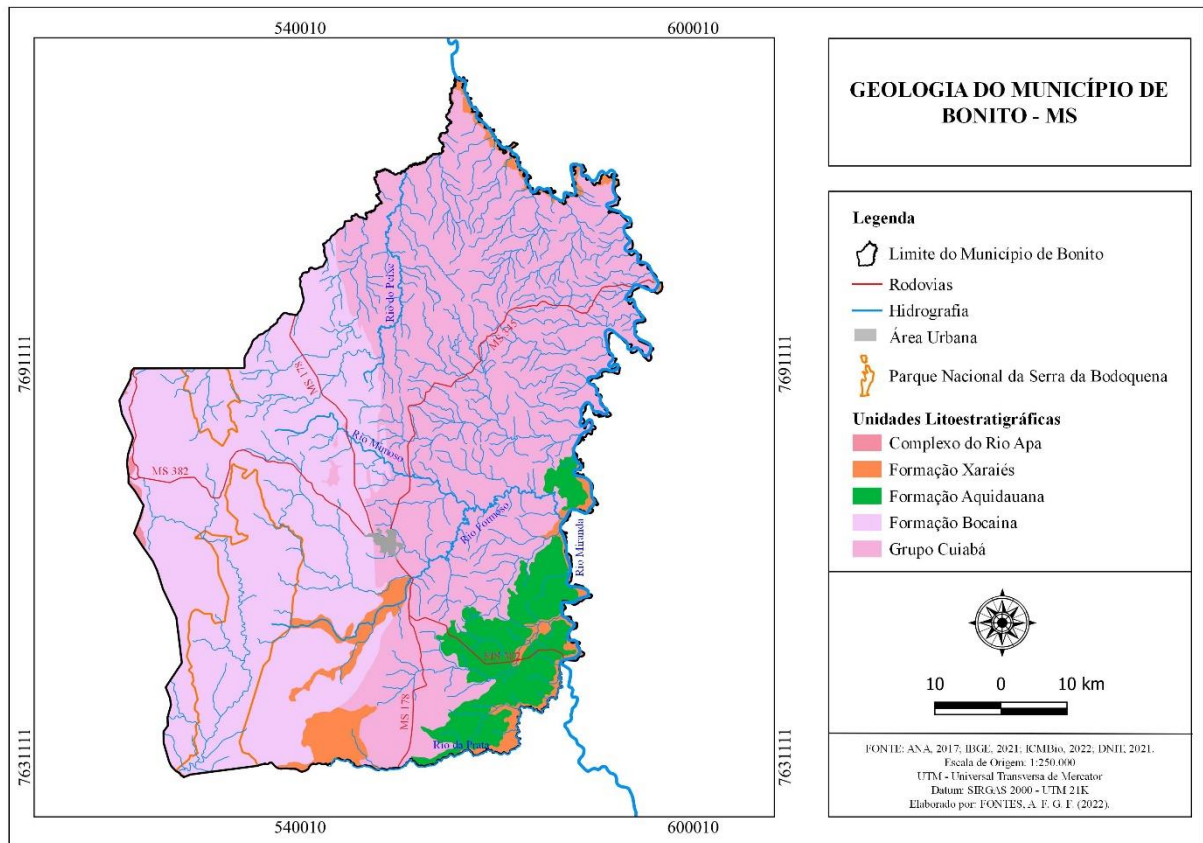 540010
600010
GEOLOGIA DO MUNICÍPIO DE
BONITO - MS
Legenda
Limite do Município de Bonito
Rodovias
Hidrografia
Área Urbana
Parque Nacional da Serra da Bodoquena
Unidades Litoestratigráficas
Complexo do Rio Apa
Formação Xaraiés
Formação Aquidauana
Formação Bocaina
Grupo Cuiabá
10 0 10 km
FONTE: ANA, 2017; IBGE, 2021; ICMBio, 2022; DNIT, 2021.
Escala de Origem: 1:250.000
UTM - Universal Transversa de Mercator
Datum: SIRGAS 2000 - UTM 21K
Elaborado por: FONTES, A. F. G. F. (2022).
Rio do Peixe
MS 178
MS 345
7691111
7691111
Rio Mimoso
MS 382
Rio Formoso
Rio Miranda
MS 178
Rio da Prata
7631111
7631111
540010
600010